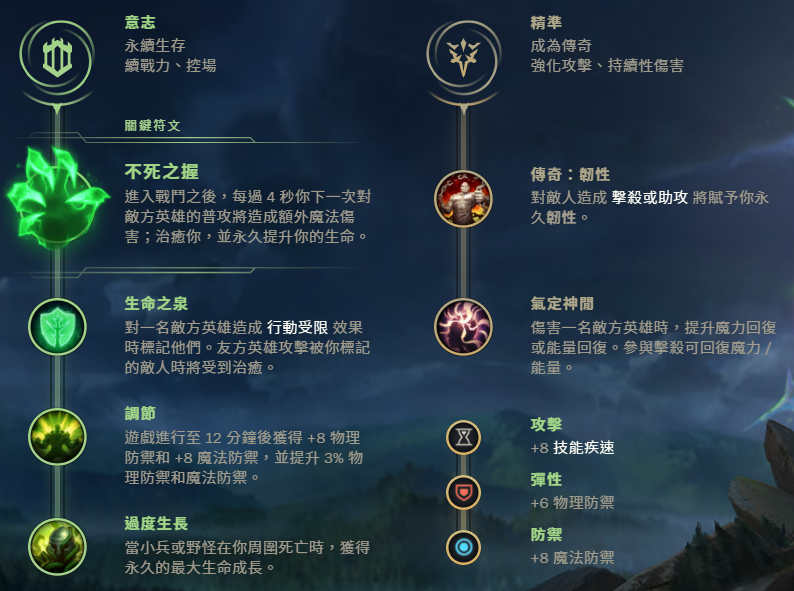 意志
永續生存
續戰力、控場
關鍵符文
不死之握
進入戰鬥之後，每過 4 秒你下一次對
敵方英雄的普攻將造成額外魔法傷
害；治癒你，並永久提升你的生命。
生命之泉
對一名敵方英雄造成 行動受限 效果
時標記他們。友方英雄攻擊被你標記
的敵人時將受到治癒。
調節
遊戲進行至 12 分鐘後獲得 +8 物理
防禦和 +8 魔法防禦，並提升 3% 物
理防禦和魔法防禦。
過度生長
當小兵或野怪在你周圍死亡時，獲得
永久的最大生命成長。
精準
成為傳奇
強化攻擊、持續性傷害
傳奇：韌性
對敵人造成 擊殺或助攻 將賦予你永
久韌性。
氣定神閒
傷害一名敵方英雄時，提升魔力回復
或能量回復。參與擊殺可回復魔力 /
能量。
攻擊
+8 技能疾速
彈性
+6 物理防禦
防禦
+8 魔法防禦